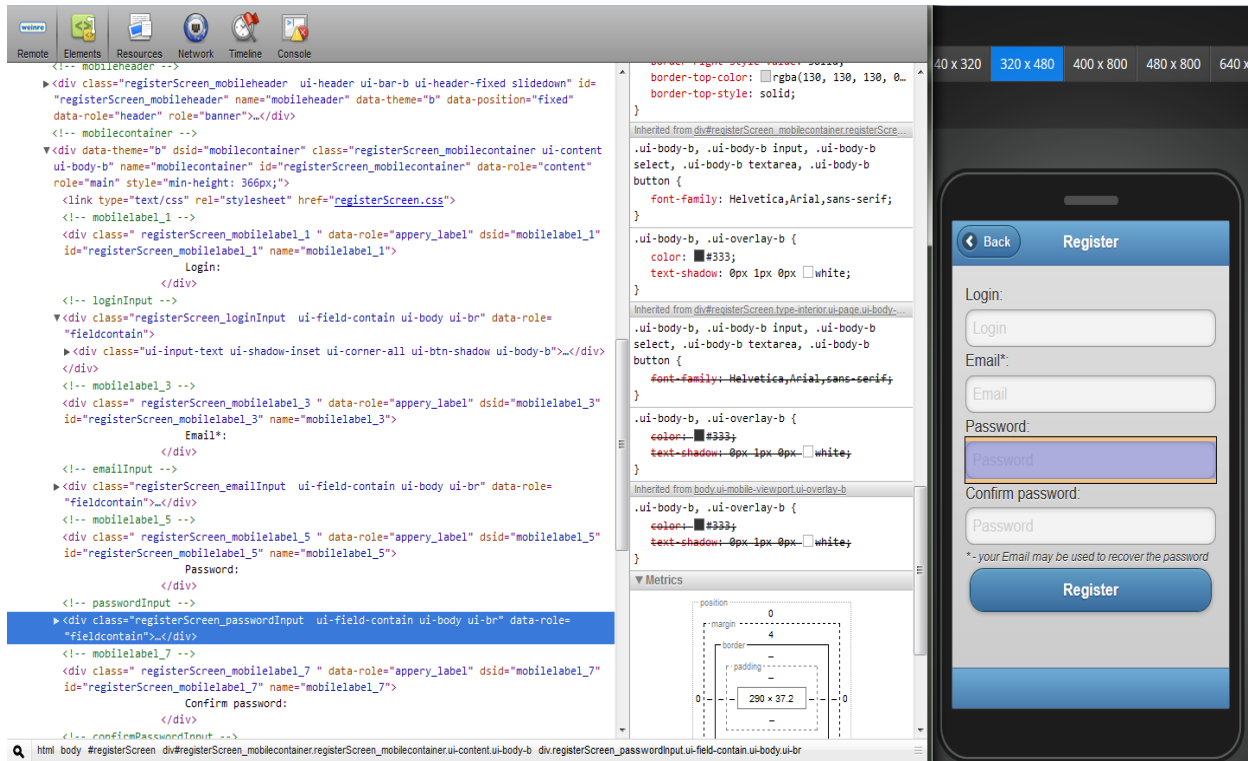 weinre
Remote Elements Resources Network Timeline Console
<!-- mobileheader -->
▶<div class="registerScreen_mobileheader  ui-header ui-bar-b ui-header-fixed slidedown" id=
"registerScreen_mobileheader" name="mobileheader" data-theme="b" data-position="fixed"
data-role="header" role="banner">…</div>
<!-- mobilecontainer -->
▼<div data-theme="b" dsid="mobilecontainer" class="registerScreen_mobilecontainer ui-content
ui-body-b" name="mobilecontainer" id="registerScreen_mobilecontainer" data-role="content"
role="main" style="min-height: 366px;">
<link type="text/css" rel="stylesheet" href="registerScreen.css">
<!-- mobilelabel_1 -->
<div class=" registerScreen_mobilelabel_1 " data-role="appery_label" dsid="mobilelabel_1"
id="registerScreen_mobilelabel_1" name="mobilelabel_1">
Login:
</div>
<!-- loginInput -->
▼<div class="registerScreen_loginInput  ui-field-contain ui-body ui-br" data-role=
"fieldcontain">
▶<div class="ui-input-text ui-shadow-inset ui-corner-all ui-btn-shadow ui-body-b">…</div>
</div>
<!-- mobilelabel_3 -->
<div class=" registerScreen_mobilelabel_3 " data-role="appery_label" dsid="mobilelabel_3"
id="registerScreen_mobilelabel_3" name="mobilelabel_3">
Email*:
</div>
<!-- emailInput -->
▶<div class="registerScreen_emailInput  ui-field-contain ui-body ui-br" data-role=
"fieldcontain">…</div>
<!-- mobilelabel_5 -->
<div class=" registerScreen_mobilelabel_5 " data-role="appery_label" dsid="mobilelabel_5"
id="registerScreen_mobilelabel_5" name="mobilelabel_5">
Password:
</div>
<!-- passwordInput -->
▶<div class="registerScreen_passwordInput  ui-field-contain ui-body ui-br" data-role=
"fieldcontain">…</div>
<!-- mobilelabel_7 -->
<div class=" registerScreen_mobilelabel_7 " data-role="appery_label" dsid="mobilelabel_7"
id="registerScreen_mobilelabel_7" name="mobilelabel_7">
Confirm password:
</div>
<!-- confirmPasswordInput -->
html body #registerScreen div#registerScreen_mobilecontainer.registerScreen_mobilecontainer.ui-content.ui-body-b div.registerScreen_passwordInput.ui-field-contain.ui-body.ui-br
border-right-style-value: solid;
border-top-color: rgba(130, 130, 130, 0…
border-top-style: solid;
}
Inherited from div#registerScreen_mobilecontainer.registerScre…
.ui-body-b, .ui-body-b input, .ui-body-b
select, .ui-body-b textarea, .ui-body-b
button {
font-family: Helvetica,Arial,sans-serif;
}
.ui-body-b, .ui-overlay-b {
color: #333;
text-shadow: 0px 1px 0px white;
}
Inherited from div#registerScreen.type-interior.ui-page.ui-body-…
.ui-body-b, .ui-body-b input, .ui-body-b
select, .ui-body-b textarea, .ui-body-b
button {
font-family: Helvetica,Arial,sans-serif;
}
.ui-body-b, .ui-overlay-b {
color: #333;
text-shadow: 0px 1px 0px white;
}
Inherited from body.ui-mobile-viewport.ui-overlay-b
.ui-body-b, .ui-overlay-b {
color: #333;
text-shadow: 0px 1px 0px white;
}
▼ Metrics
position
0
margin
4
border
–
padding
–
0 – – 290 × 37.2 – – 0
–
40 x 320 320 x 480 400 x 800 480 x 800 640 x
Back Register
Login:
Login
Email*:
Email
Password:
Password
Confirm password:
Password
* - your Email may be used to recover the password
Register